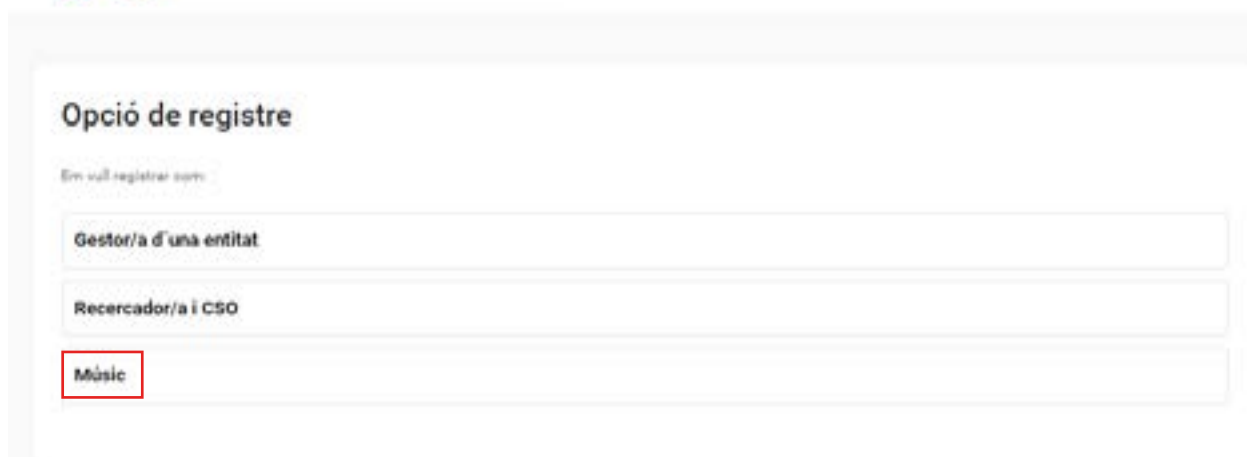 Opció de registre
Em vull registrar com:
Gestor/a d'una entitat
Recercador/a i CSO
Músic